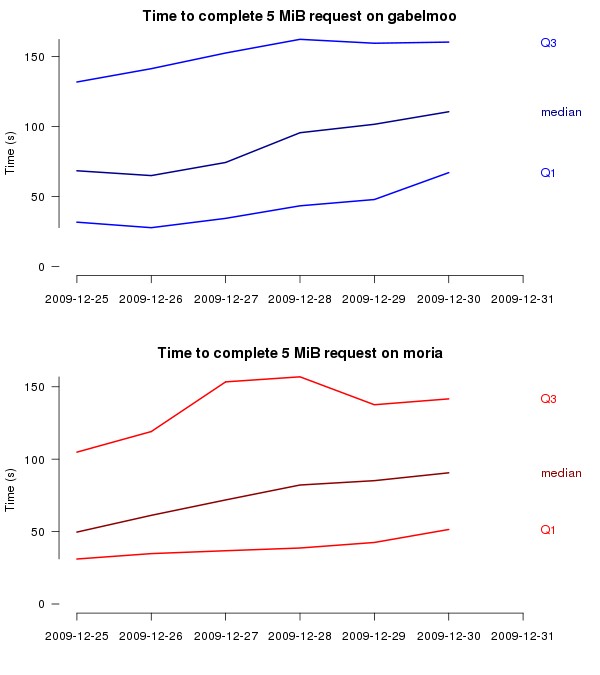 Time to complete 5 MiB request on gabelmoo
Time (s)
150
100
50
0
Q3
median
Q1
2009-12-25 2009-12-26 2009-12-27 2009-12-28 2009-12-29 2009-12-30 2009-12-31
Time to complete 5 MiB request on moria
Time (s)
150
100
50
0
Q3
median
Q1
2009-12-25 2009-12-26 2009-12-27 2009-12-28 2009-12-29 2009-12-30 2009-12-31